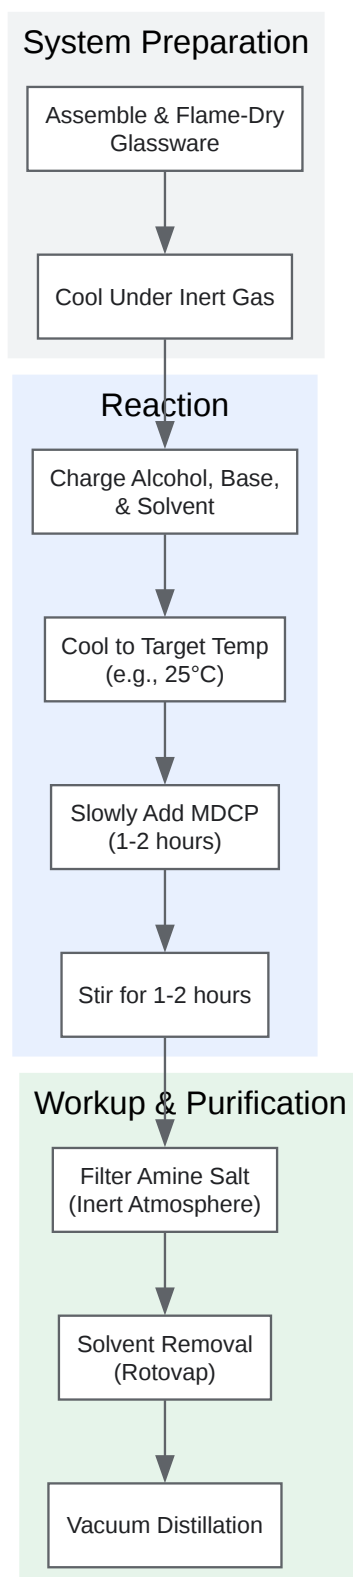 System Preparation
Assemble & Flame-Dry
Glassware
Cool Under Inert Gas
Reaction
Charge Alcohol, Base,
& Solvent
Cool to Target Temp
(e.g., 25°C)
Slowly Add MDCP
(1-2 hours)
Stir for 1-2 hours
Workup & Purification
Filter Amine Salt
(Inert Atmosphere)
Solvent Removal
(Rotovap)
Vacuum Distillation